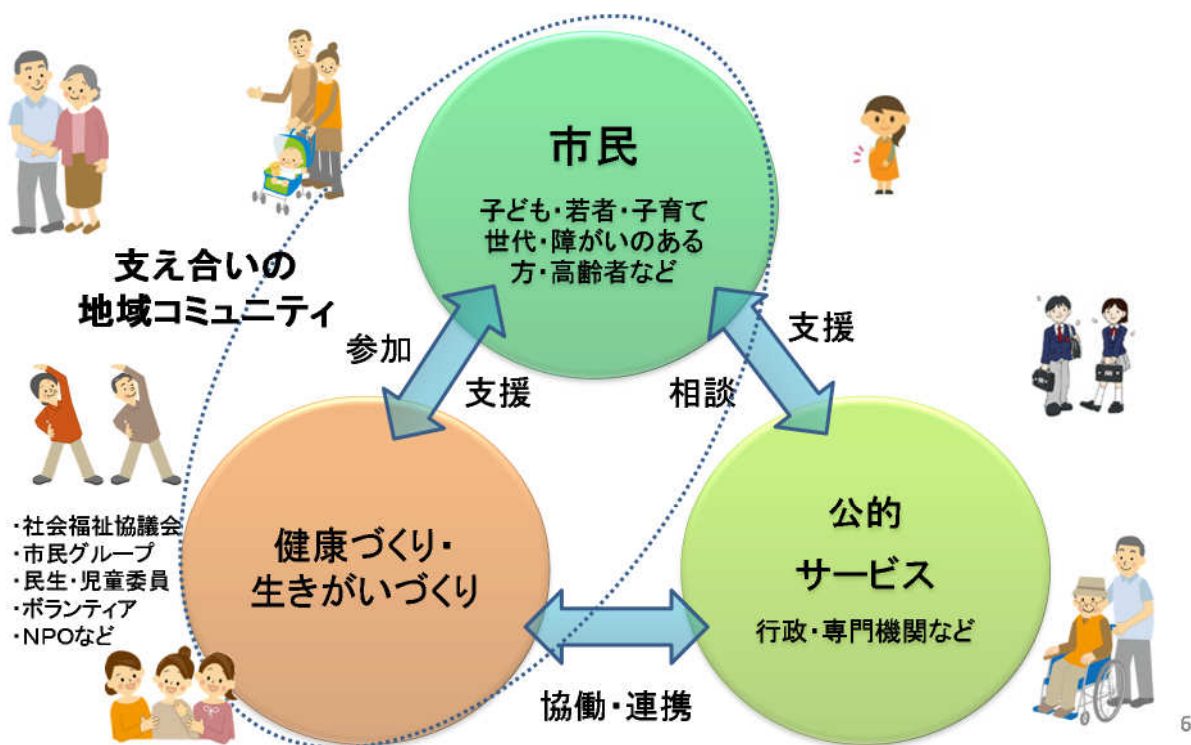 市民
子ども・若者・子育て
世代・障がいのある
方・高齢者など
支え合いの
地域コミュニティ
参加
支援
支援
相談
・社会福祉協議会
・市民グループ
・民生・児童委員
・ボランティア
・NPOなど
健康づくり・
生きがいづくり
公的
サービス
行政・専門機関など
協働・連携
6